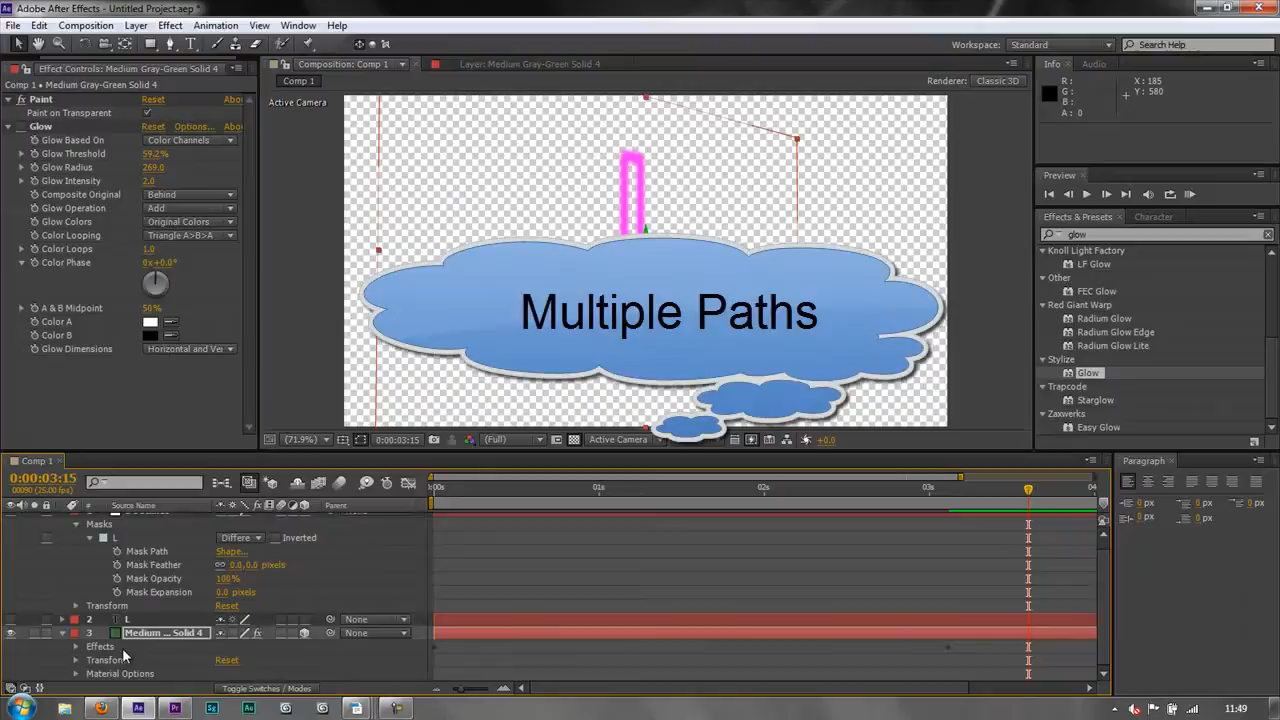 Adobe After Effects - Untitled Project.aep *
File Edit Composition Layer Effect Animation View Window Help
Workspace: Standard Search Help
Effect Controls: Medium Gray-Green Solid 4
Comp 1 • Medium Gray-Green Solid 4
Paint Reset Abou
Paint on Transparent
Glow Reset Options... Abou
Glow Based On Color Channels
Glow Threshold 59.2%
Glow Radius 269.0
Glow Intensity 2.0
Composite Original Behind
Glow Operation Add
Glow Colors Original Colors
Color Looping Triangle A>B>A
Color Loops 1.0
Color Phase 0x+0.0°
A & B Midpoint 50%
Color A
Color B
Glow Dimensions Horizontal and Ver
Composition: Comp 1 Layer: Medium Gray-Green Solid 4
Comp 1 Renderer: Classic 3D
Active Camera
Multiple Paths
(71.9%) 0:00:03:15 (Full) Active Camera +0.0
Info Audio
R: X: 185
G: Y: 580
B:
A: 0
Preview
Effects & Presets Character
glow
Knoll Light Factory
LF Glow
Other
FEC Glow
Red Giant Warp
Radium Glow
Radium Glow Edge
Radium Glow Lite
Stylize
Glow
Trapcode
Starglow
Zaxwerks
Easy Glow
Paragraph
0 px 0 px 0 px
0 px 0 px
Comp 1
0:00:03:15
00090 (25.00 fps)
:00s 01s 02s 03s 04
# Source Name Parent
Masks
L Differe Inverted
Mask Path Shape...
Mask Feather 0.0,0.0 pixels
Mask Opacity 100%
Mask Expansion 0.0 pixels
Transform Reset
2 T L None
3 Medium ... Solid 4 None
Effects
Transform Reset
Material Options
Toggle Switches / Modes
Ae Pr Sg Au
11:49